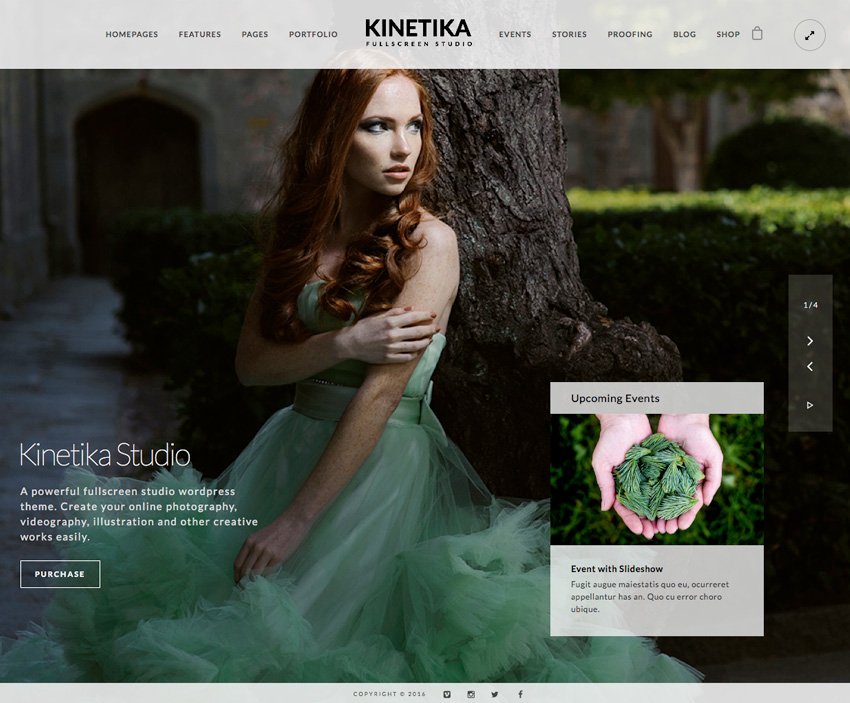 HOMEPAGES FEATURES PAGES PORTFOLIO KINETIKA EVENTS STORIES PROOFING BLOG SHOP
FULLSCREEN STUDIO
1/4
Upcoming Events
Kinetika Studio
A powerful fullscreen studio wordpress
theme. Create your online photography,
videography, illustration and other creative
works easily.
PURCHASE
Event with Slideshow
Fugit augue maiestatis quo eu, ocurreret
appellantur has an. Quo cu error choro
ubique.
COPYRIGHT © 2016